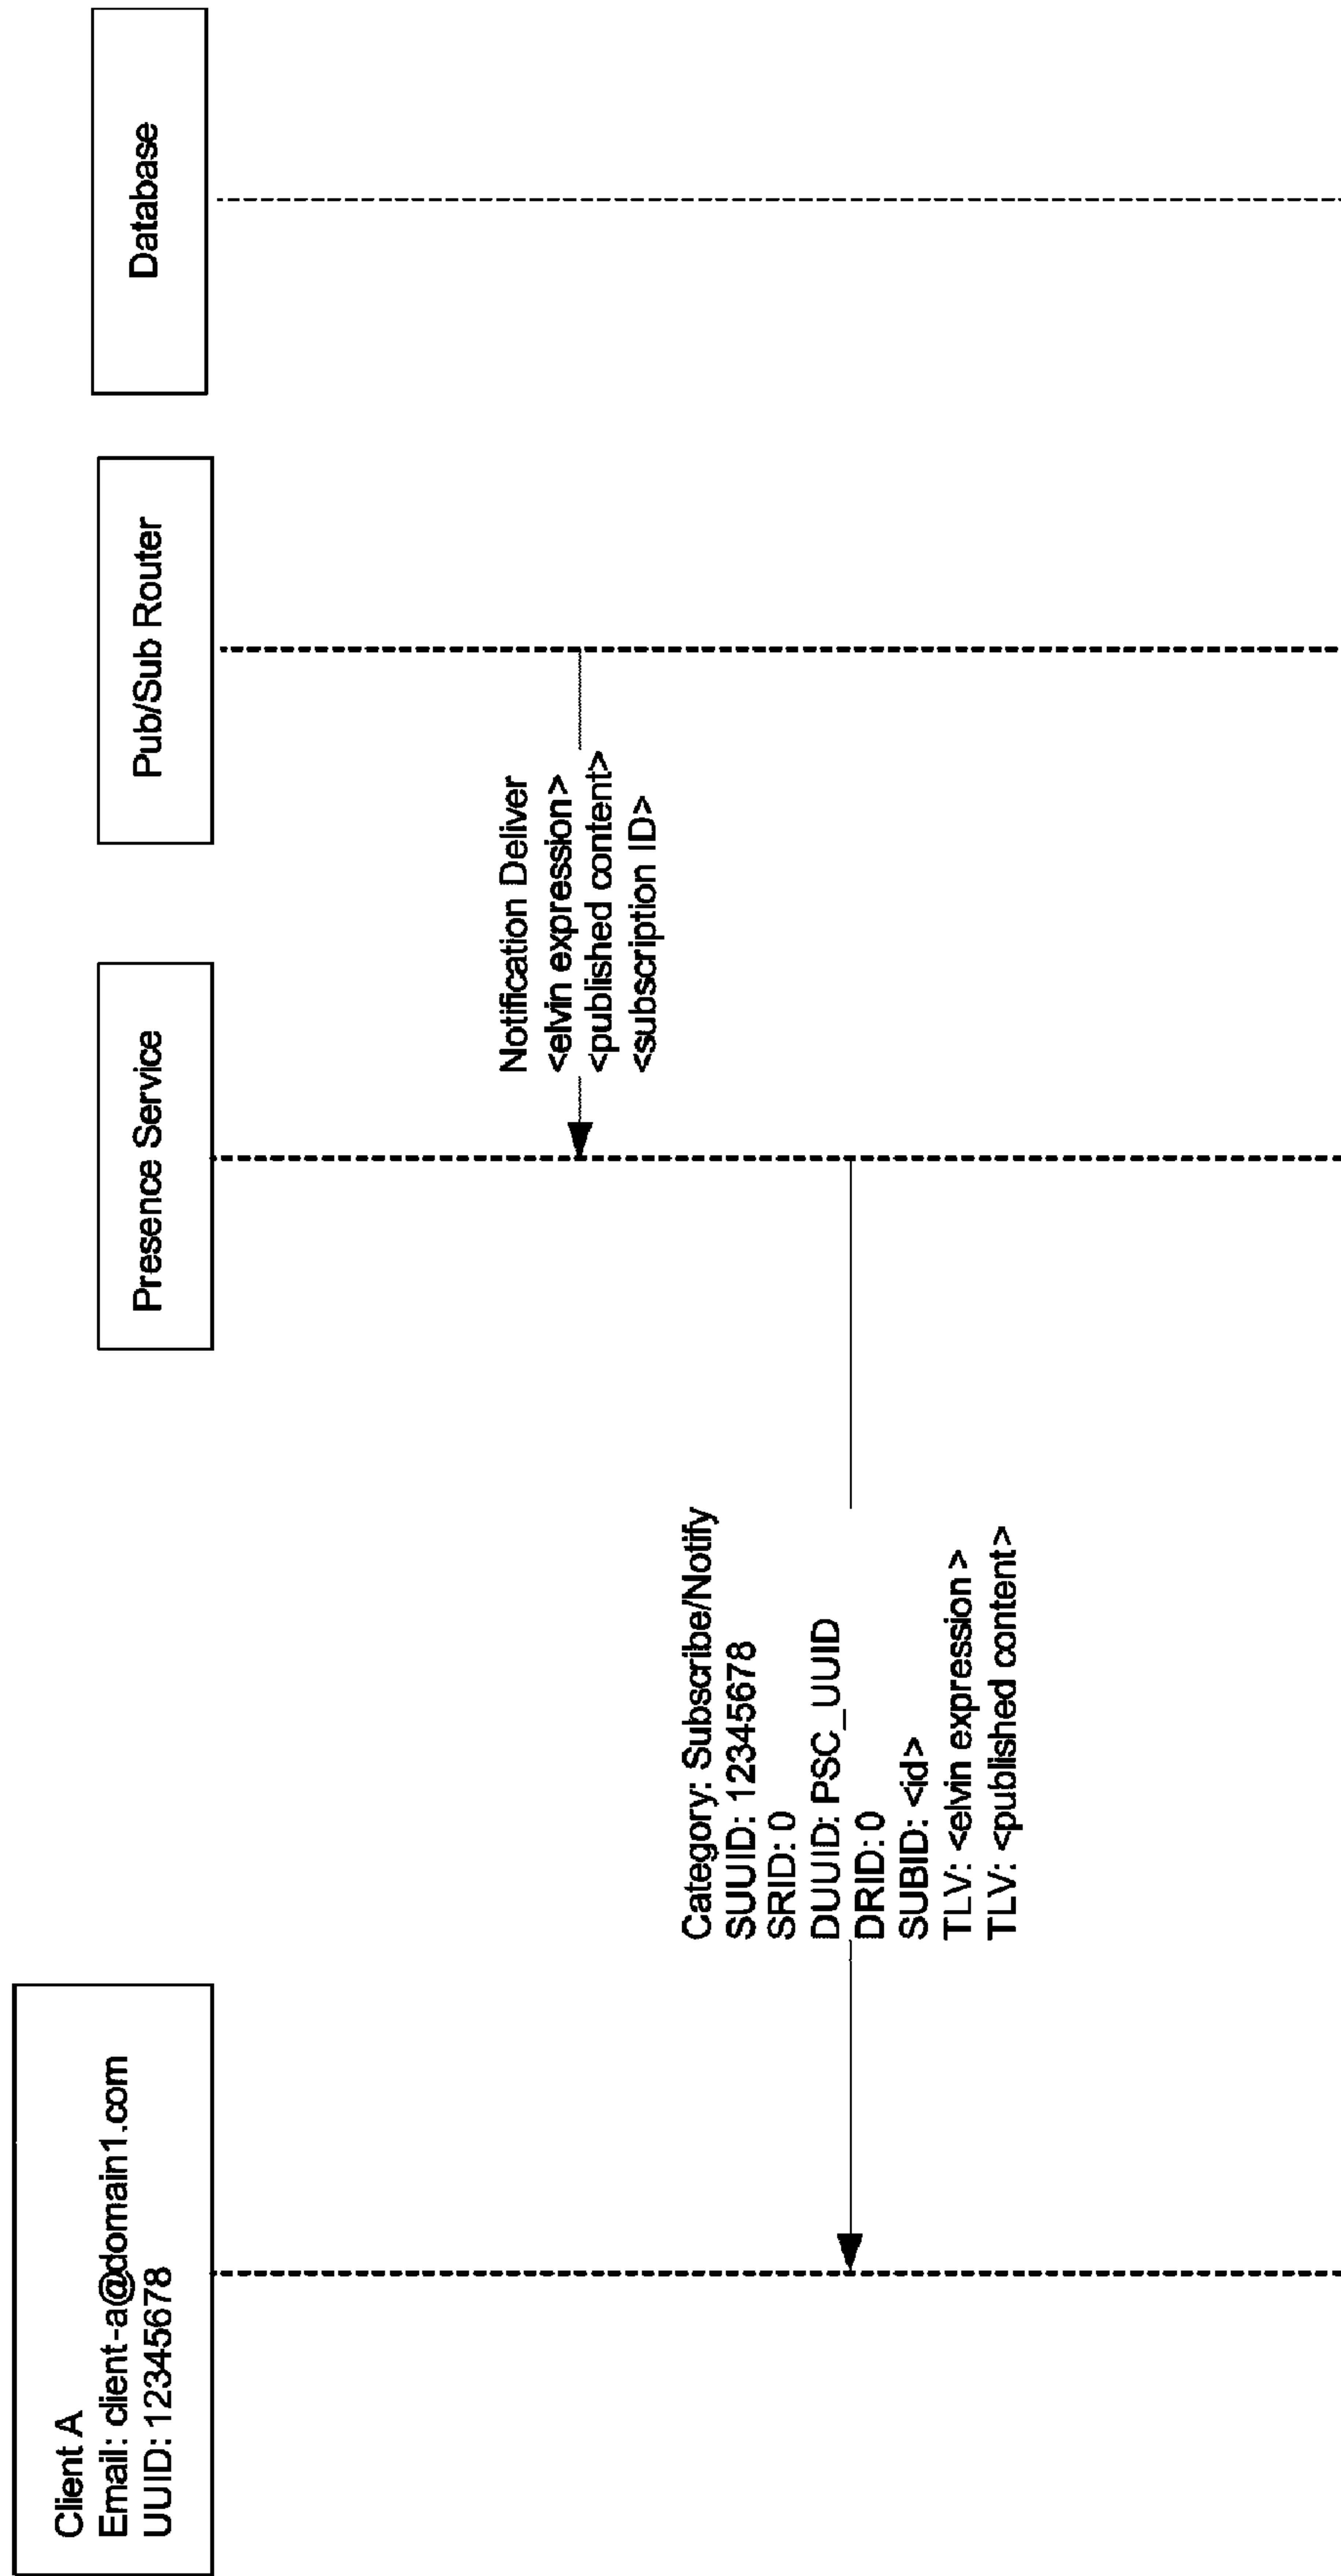 Client A
Email: client-a@domain1.com
UUID: 12345678
Presence Service
Pub/Sub Router
Database
Notification Deliver
<elvin expression>
<published content>
<subscription ID>
Category: Subscribe/Notify
SUUID: 12345678
SRID: 0
DUUID: PSC_UUID
DRID: 0
SUBID: <id>
TLV: <elvin expression>
TLV: <published content>